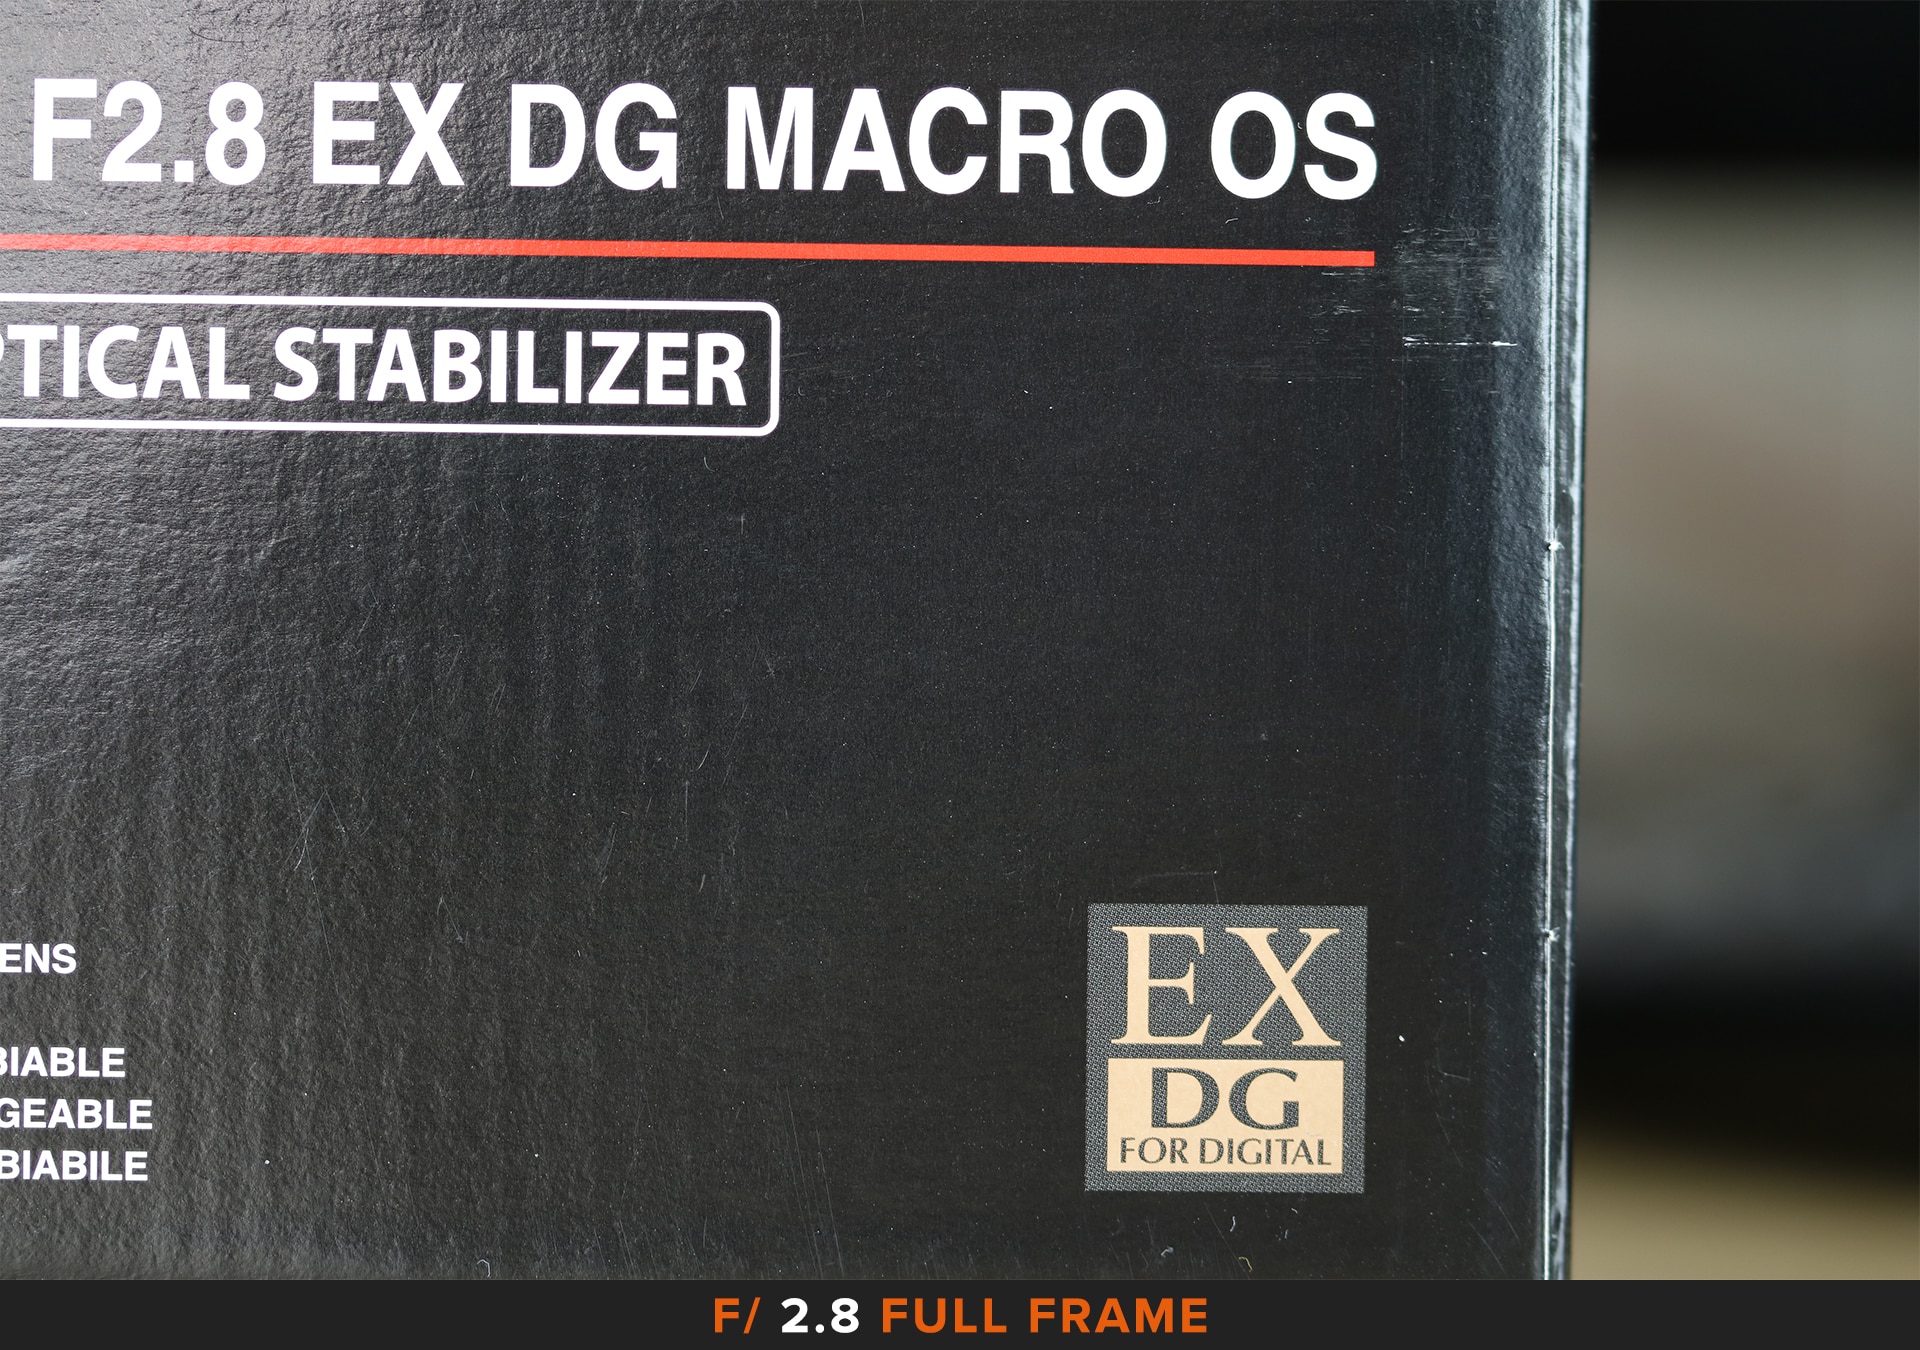 F2.8 EX DG MACRO OS
PTICAL STABILIZER
ENS
BIABLE
GEABLE
BIABILE
EX
DG
FOR DIGITAL
F/ 2.8 FULL FRAME